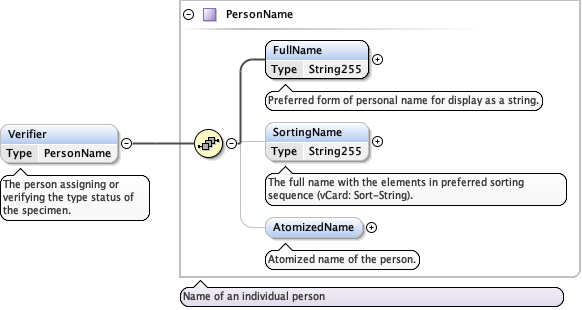 PersonName
FullName
Type String255
Preferred form of personal name for display as a string.
SortingName
Type String255
The full name with the elements in preferred sorting
sequence (vCard: Sort-String).
AtomizedName
Atomized name of the person.
Verifier
Type PersonName
The person assigning or
verifying the type status of
the specimen.
Name of an individual person